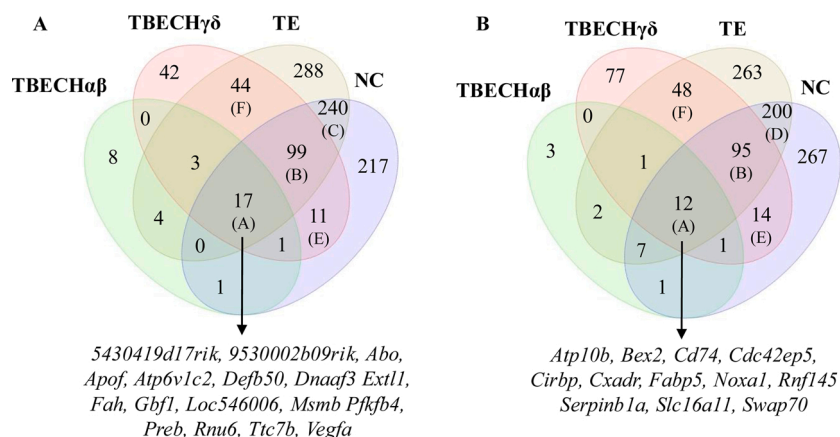 A
TBECHγδ
TE
NC
TBECHαβ
42
44
(F)
288
240
(C)
0
8
3
99
(B)
217
17
(A)
4
11
(E)
0
1
1
5430419d17rik, 9530002b09rik, Abo,
Apof, Atp6v1c2, Defb50, Dnaaf3 Extl1,
Fah, Gbf1, Loc546006, Msmb Pfkfb4,
Preb, Rnu6, Ttc7b, Vegfa
B
TBECHγδ
TE
NC
TBECHαβ
77
48
(F)
263
200
(D)
0
3
1
95
(B)
267
12
(A)
2
14
(E)
7
1
1
Atp10b, Bex2, Cd74, Cdc42ep5,
Cirbp, Cxadr, Fabp5, Noxa1, Rnf145
Serpinb1a, Slc16a11, Swap70